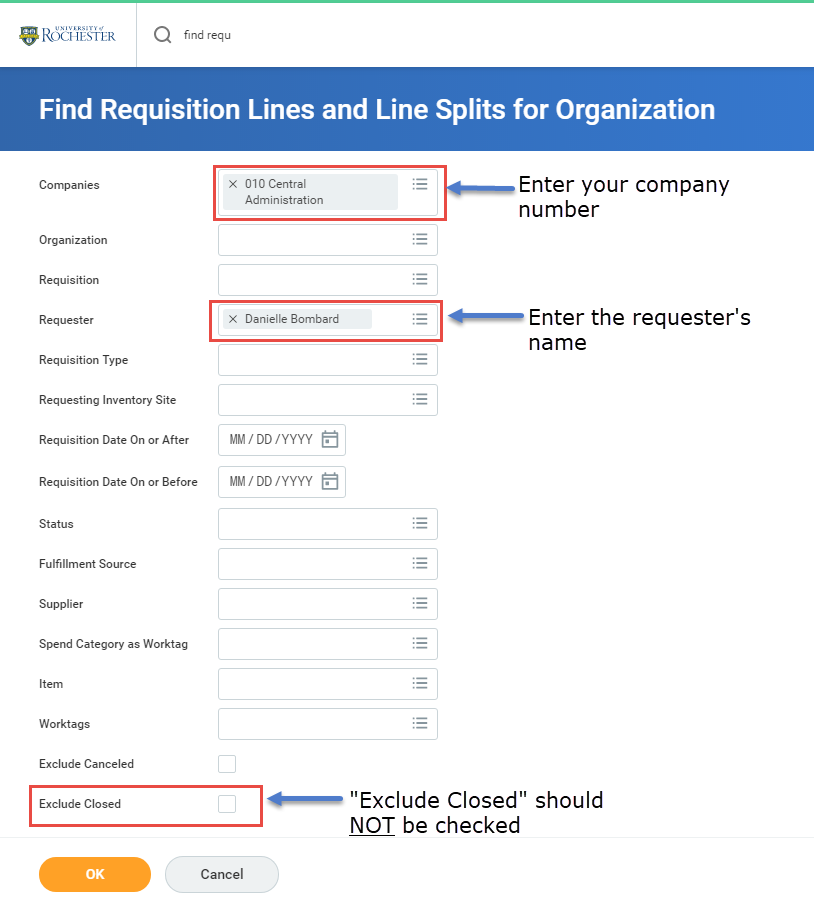 UNIVERSITY of
ROCHESTER
find requ
Find Requisition Lines and Line Splits for Organization
Companies
× 010 Central
Administration
Enter your company
number
Organization
Requisition
Requester
× Danielle Bombard
Enter the requester's
name
Requisition Type
Requesting Inventory Site
Requisition Date On or After
MM / DD / YYYY
Requisition Date On or Before
MM / DD / YYYY
Status
Fulfillment Source
Supplier
Spend Category as Worktag
Item
Worktags
Exclude Canceled
Exclude Closed
"Exclude Closed" should
NOT be checked
OK
Cancel